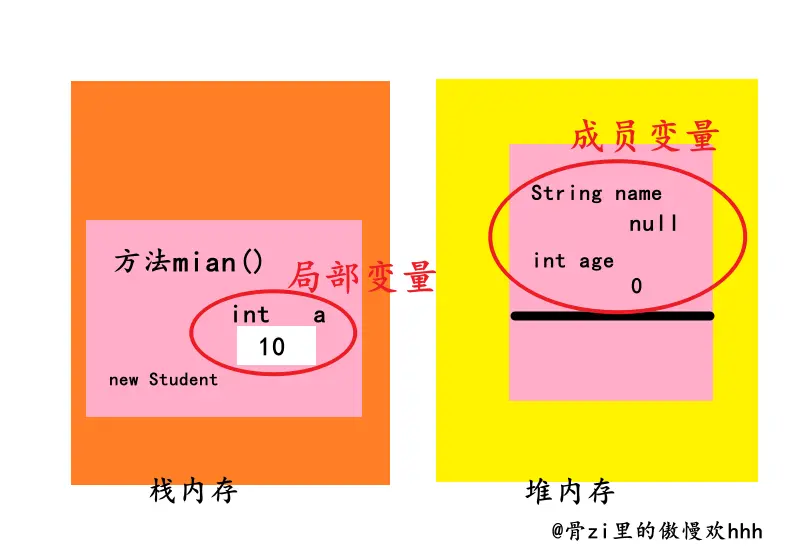 成员变量
String name
null
int age
0
方法mian()
局部变量
int a
10
new Student
栈内存
堆内存
@骨zi里的傲慢欢hhh